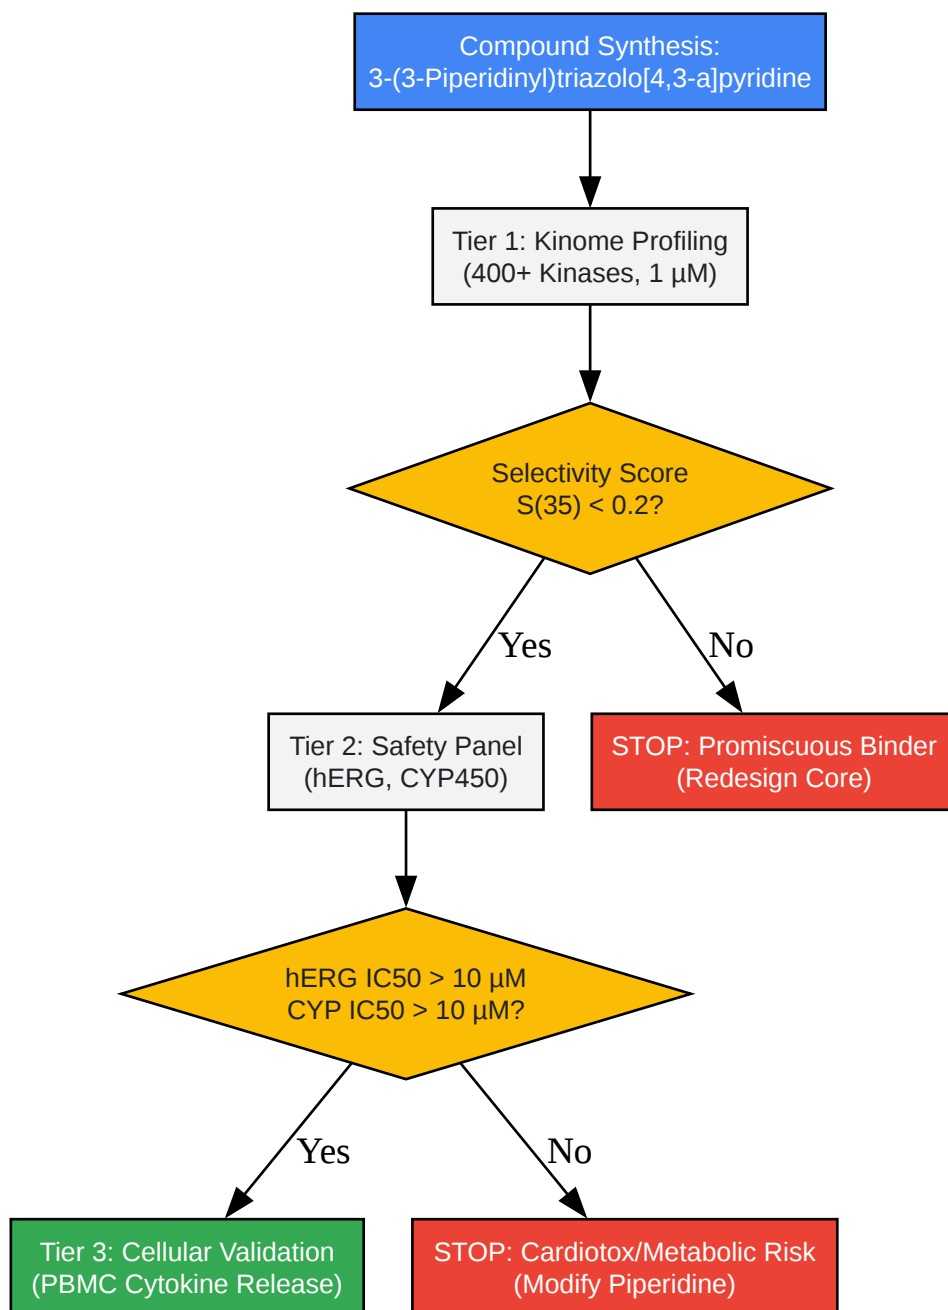 Compound Synthesis:
3-(3-Piperidinyl)triazolo[4,3-a]pyridine
Tier 1: Kinome Profiling
(400+ Kinases, 1 µM)
Selectivity Score
S(35) < 0.2?
Yes
No
Tier 2: Safety Panel
(hERG, CYP450)
STOP: Promiscuous Binder
(Redesign Core)
hERG IC50 > 10 µM
CYP IC50 > 10 µM?
Yes
No
Tier 3: Cellular Validation
(PBMC Cytokine Release)
STOP: Cardiotox/Metabolic Risk
(Modify Piperidine)